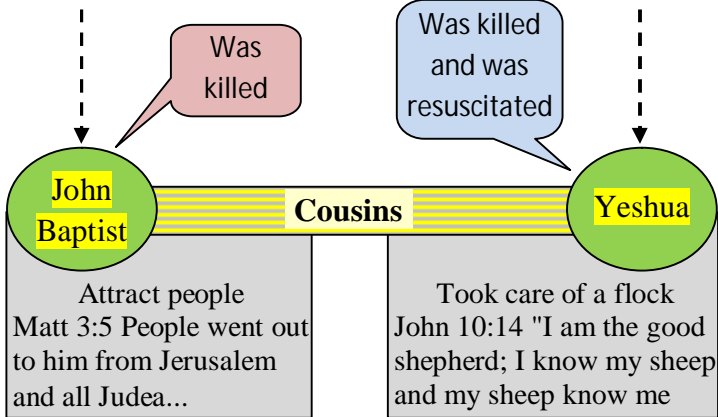 Was
killed
Was killed
and was
resuscitated
John
Baptist
Cousins
Yeshua
Attract people
Matt 3:5 People went out
to him from Jerusalem
and all Judea...
Took care of a flock
John 10:14 "I am the good
shepherd; I know my sheep
and my sheep know me